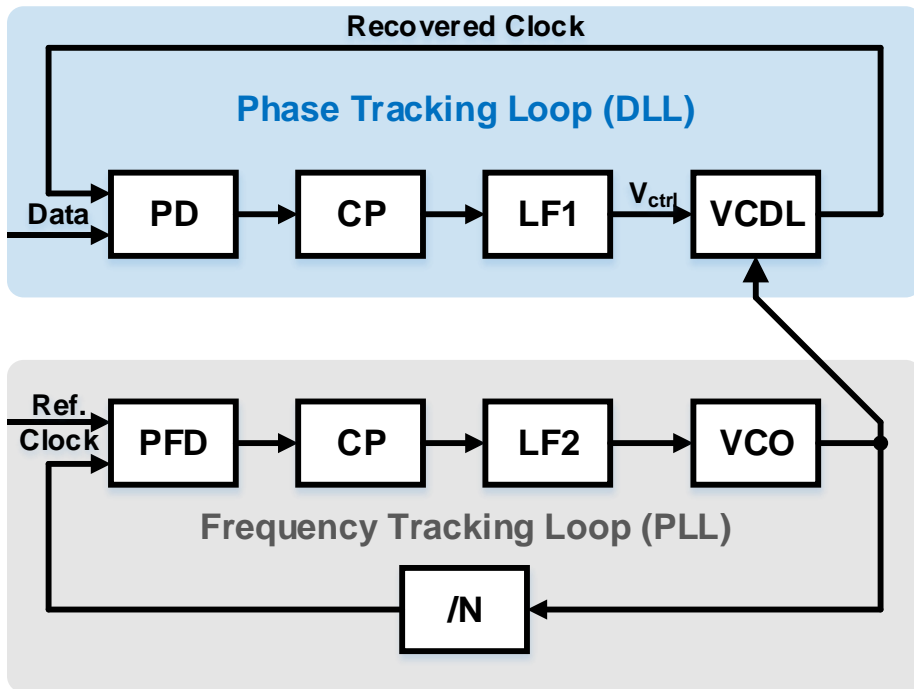 Recovered Clock
Phase Tracking Loop (DLL)
Data
PD
CP
LF1
Vctrl
VCDL
Ref.
Clock
PFD
CP
LF2
VCO
Frequency Tracking Loop (PLL)
/N